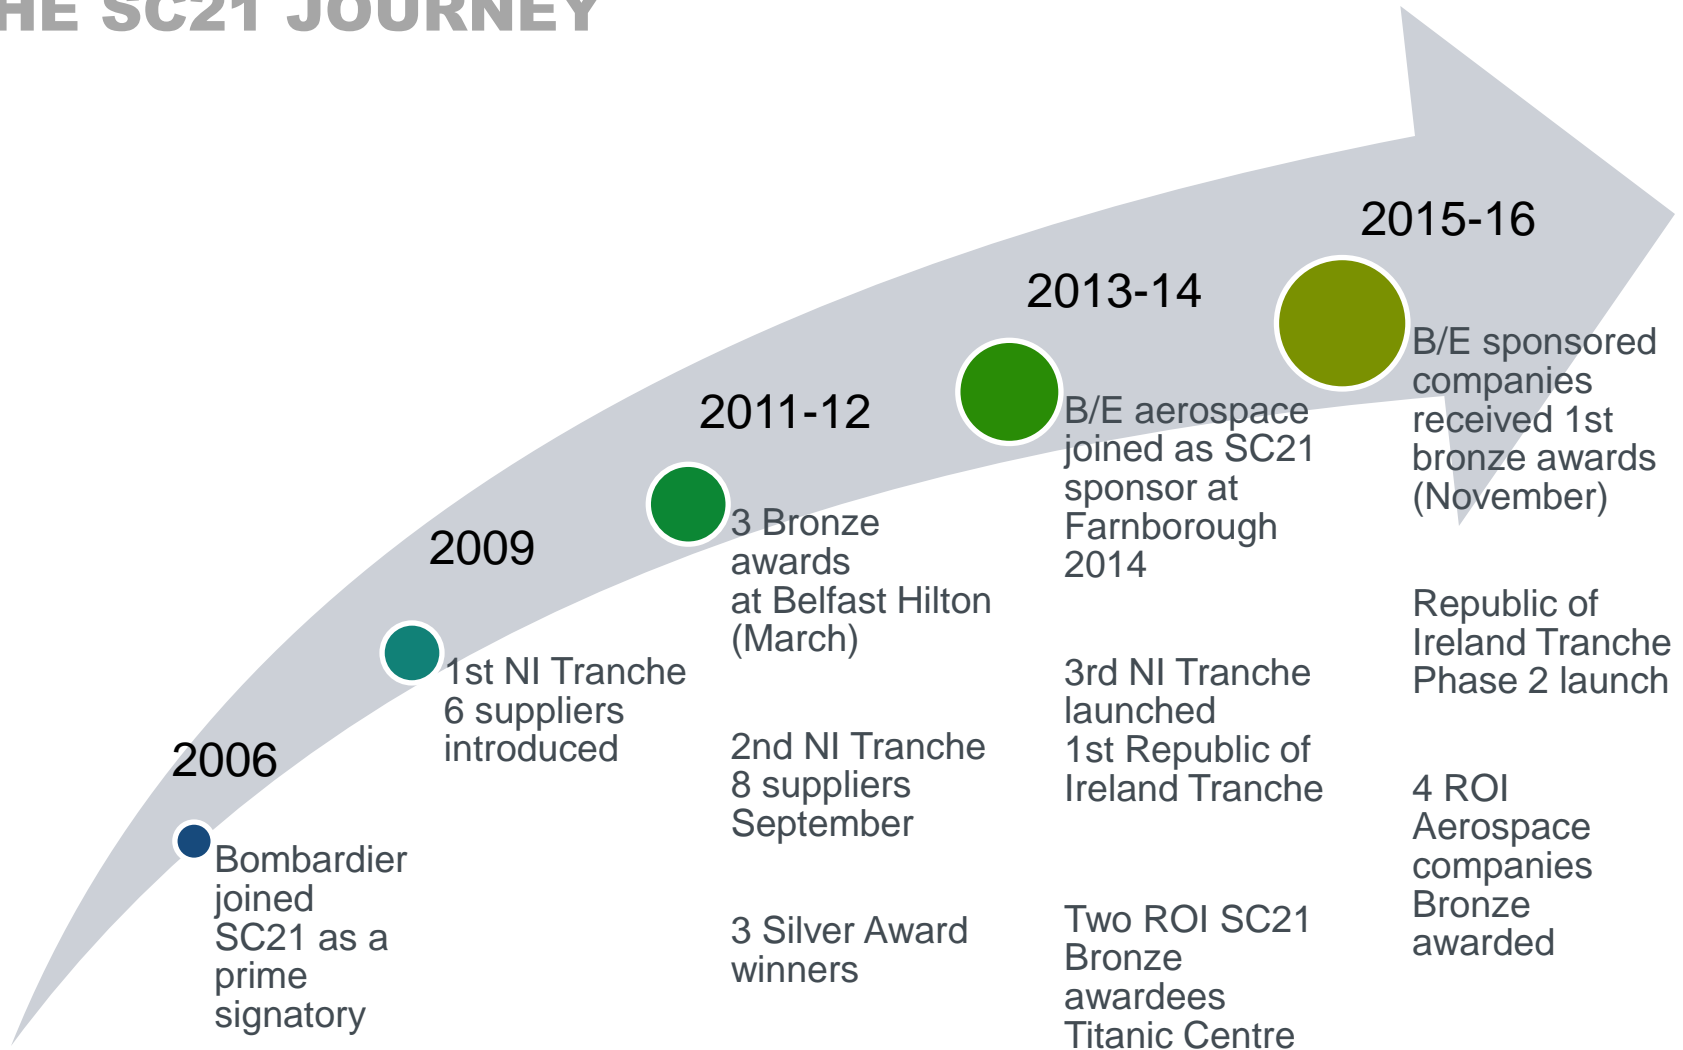 HE SC21 JOURNEY
2006
Bombardier
joined
SC21 as a
prime
signatory
2009
1st NI Tranche
6 suppliers
introduced
2011-12
3 Bronze
awards
at Belfast Hilton
(March)
2nd NI Tranche
8 suppliers
September
3 Silver Award
winners
2013-14
B/E aerospace
joined as SC21
sponsor at
Farnborough
2014
3rd NI Tranche
launched
1st Republic of
Ireland Tranche
Two ROI SC21
Bronze
awardees
Titanic Centre
2015-16
B/E sponsored
companies
received 1st
bronze awards
(November)
Republic of
Ireland Tranche
Phase 2 launch
4 ROI
Aerospace
companies
Bronze
awarded